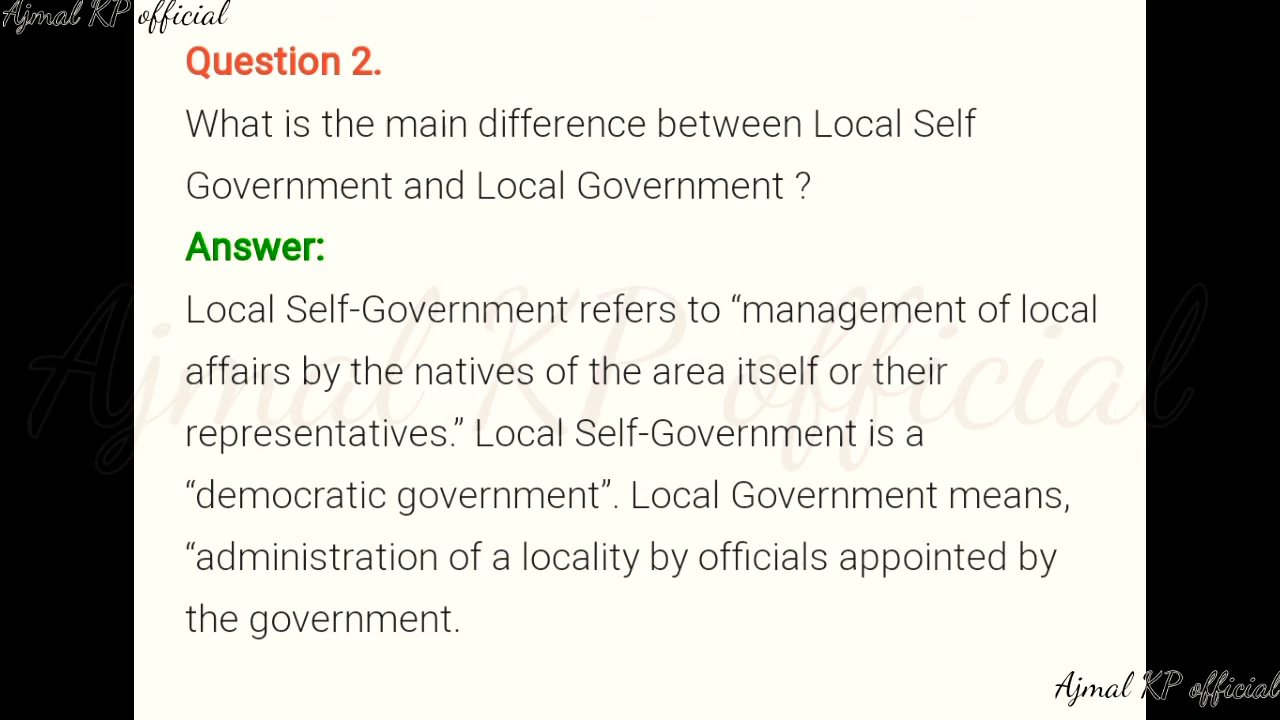 Ajmal KP official
Question 2.
What is the main difference between Local Self
Government and Local Government ?
Answer:
Local Self-Government refers to “management of local
affairs by the natives of the area itself or their
representatives.” Local Self-Government is a
“democratic government”. Local Government means,
“administration of a locality by officials appointed by
the government.
Ajmal KP official
Ajmal KP official